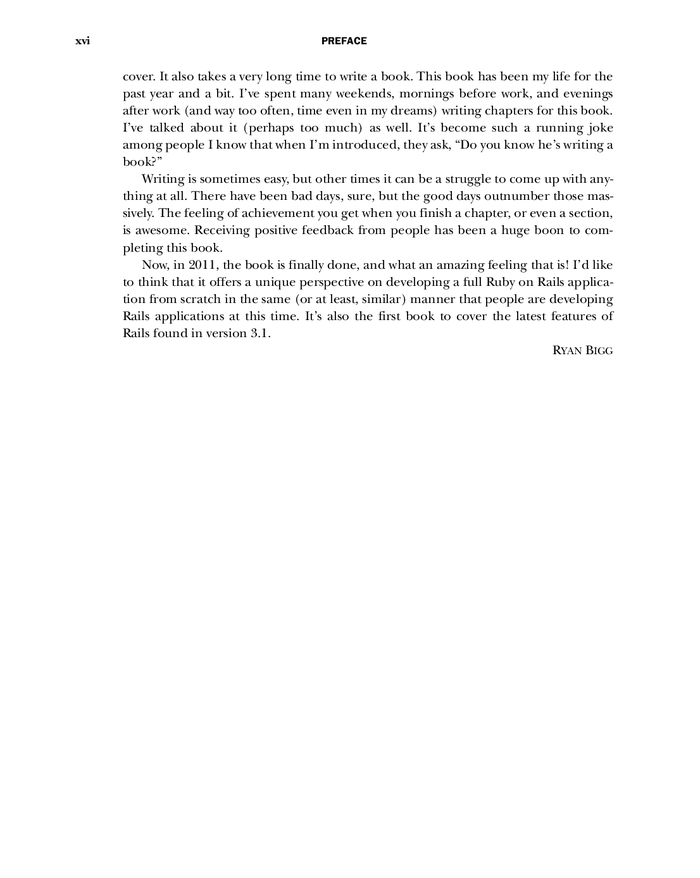 xvi
PREFACE
cover. It also takes a very long time to write a book. This book has been my life for the
past year and a bit. I've spent many weekends, mornings before work, and evenings
after work (and way too often, time even in my dreams) writing chapters for this book.
I've talked about it (perhaps too much) as well. It's become such a running joke
among people I know that when I'm introduced, they ask, “Do you know he's writing a
book?”
Writing is sometimes easy, but other times it can be a struggle to come up with any-
thing at all. There have been bad days, sure, but the good days outnumber those mas-
sively. The feeling of achievement you get when you finish a chapter, or even a section,
is awesome. Receiving positive feedback from people has been a huge boon to com-
pleting this book.
Now, in 2011, the book is finally done, and what an amazing feeling that is! I'd like
to think that it offers a unique perspective on developing a full Ruby on Rails applica-
tion from scratch in the same (or at least, similar) manner that people are developing
Rails applications at this time. It's also the first book to cover the latest features of
Rails found in version 3.1.
RYAN BIGG